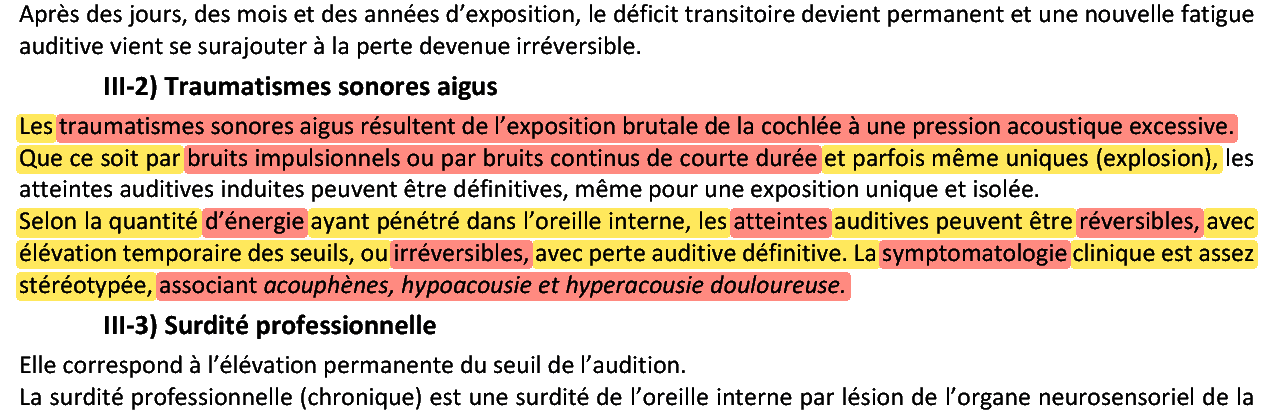 Après des jours, des mois et des années d’exposition, le déficit transitoire devient permanent et une nouvelle fatigue
auditive vient se surajouter à la perte devenue irréversible.
III-2) Traumatismes sonores aigus
Les traumatismes sonores aigus résultent de l’exposition brutale de la cochlée à une pression acoustique excessive.
Que ce soit par bruits impulsionnels ou par bruits continus de courte durée et parfois même uniques (explosion), les
atteintes auditives induites peuvent être définitives, même pour une exposition unique et isolée.
Selon la quantité d’énergie ayant pénétré dans l’oreille interne, les atteintes auditives peuvent être réversibles, avec
élévation temporaire des seuils, ou irréversibles, avec perte auditive définitive. La symptomatologie clinique est assez
stéréotypée, associant acouphènes, hypoacousie et hyperacousie douloureuse.
III-3) Surdité professionnelle
Elle correspond à l’élévation permanente du seuil de l’audition.
La surdité professionnelle (chronique) est une surdité de l’oreille interne par lésion de l’organe neurosensoriel de la